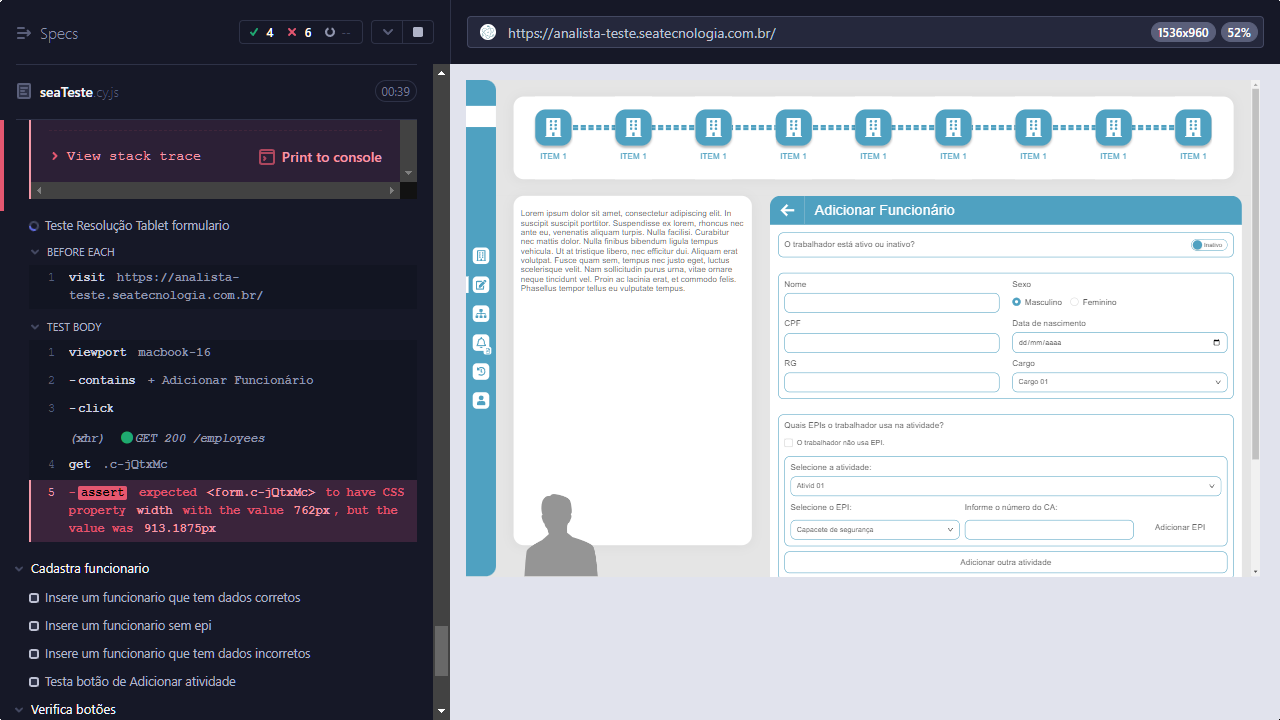 Specs
4 6 --
seaTeste.cy.js 00:39
View stack trace
Print to console
Teste Resolução Tablet formulario
BEFORE EACH
1 visit https://analista-
teste.seatecnologia.com.br/
TEST BODY
1 viewport macbook-16
2 -contains + Adicionar Funcionário
3 -click
(xhr) GET 200 /employees
4 get .c-jQtxMc
5 -assert expected <form.c-jQtxMc> to have CSS
property width with the value 762px, but the
value was 913.1875px
Cadastra funcionario
Insere um funcionario que tem dados corretos
Insere um funcionario sem epi
Insere um funcionario que tem dados incorretos
Testa botão de Adicionar atividade
Verifica botões
https://analista-teste.seatecnologia.com.br/
1536x960 52%
ITEM 1 ITEM 1 ITEM 1 ITEM 1 ITEM 1 ITEM 1 ITEM 1 ITEM 1 ITEM 1
Lorem ipsum dolor sit amet, consectetur adipiscing elit. In
suscipit suscipit porttitor. Suspendisse ex lorem, rhoncus nec
ante eu, venenatis aliquam turpis. Nulla facilisi. Curabitur
nec mattis dolor. Nulla finibus bibendum ligula tempus
vehicula. Ut at tristique libero, nec efficitur dui. Aliquam erat
volutpat. Fusce quam sem, tempus nec justo eget, luctus
scelerisque velit. Nam sollicitudin purus urna, vitae ornare
neque tincidunt vel. Proin ac lacinia erat, et commodo felis.
Phasellus tempor tellus eu vulputate tempus.
Adicionar Funcionário
O trabalhador está ativo ou inativo?
Inativo
Nome
Sexo
Masculino Feminino
CPF
Data de nascimento
dd/mm/aaaa
RG
Cargo
Cargo 01
Quais EPIs o trabalhador usa na atividade?
O trabalhador não usa EPI.
Selecione a atividade:
Ativid 01
Selecione o EPI:
Informe o número do CA:
Capacete de segurança
Adicionar EPI
Adicionar outra atividade